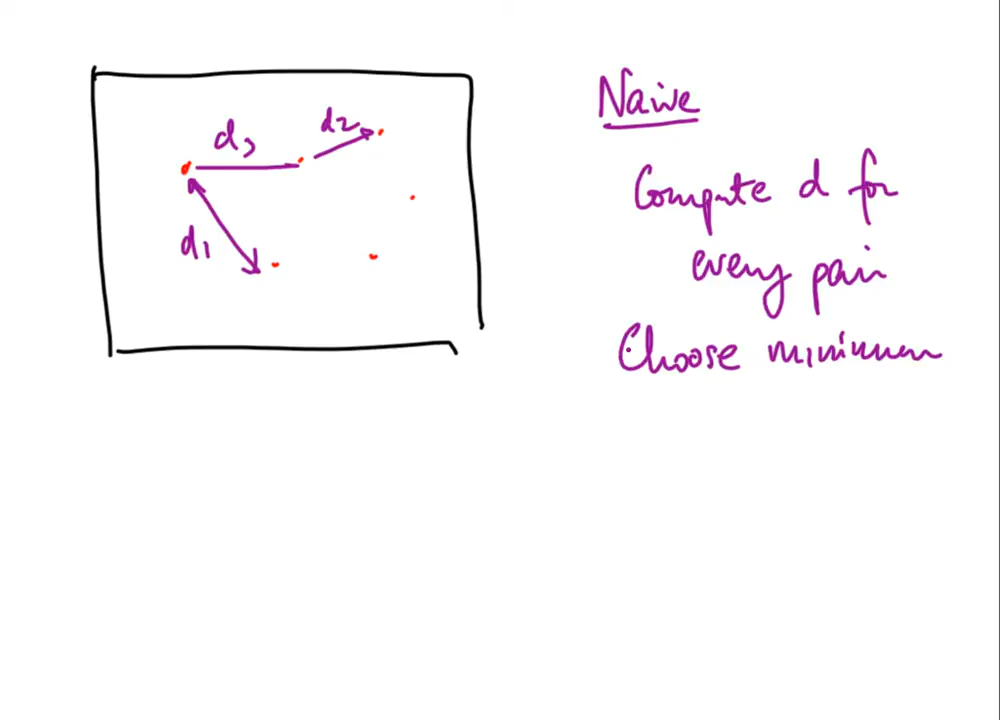 d3
d2
d1
Naive
Compute d for
every pair
Choose minimum